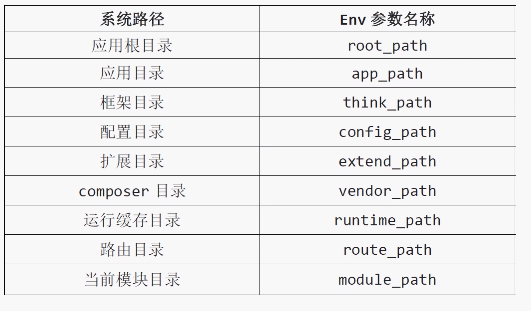 系统路径 Env 参数名称
应用根目录 root_path
应用目录 app_path
框架目录 think_path
配置目录 config_path
扩展目录 extend_path
composer 目录 vendor_path
运行缓存目录 runtime_path
路由目录 route_path
当前模块目录 module_path